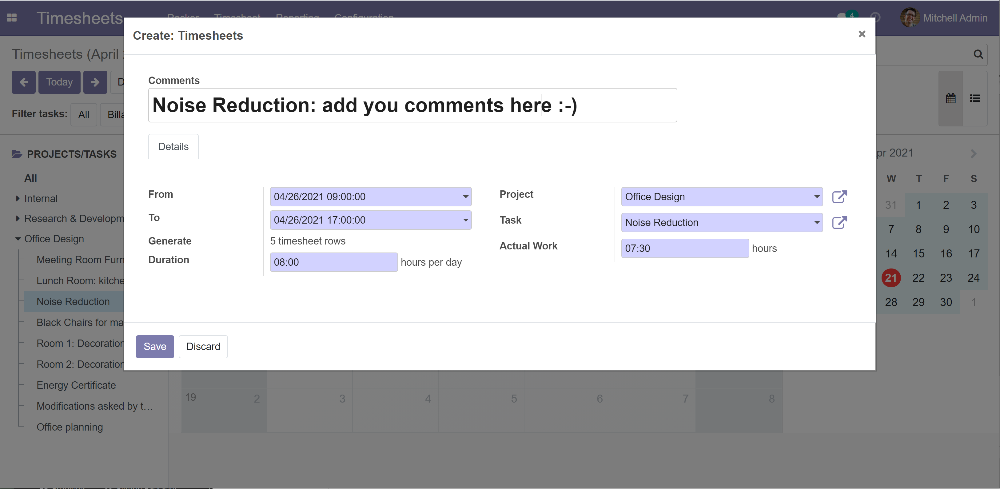 Timesheets
Timesheet Reporting Configuration
4
Mitchell Admin
Create: Timesheets
×
Timesheets (April
Today
D
Filter tasks: All Billa
Comments
Noise Reduction: add you comments here :-)
Details
PROJECTS/TASKS
All
Internal
Research & Developm
Office Design
Meeting Room Furn
Lunch Room: kitche
Noise Reduction
Black Chairs for ma
Room 1: Decoration
Room 2: Decoration
Energy Certificate
Modifications asked by t…
Office planning
From 04/26/2021 09:00:00
To 04/26/2021 17:00:00
Generate 5 timesheet rows
Duration 08:00 hours per day
Project Office Design
Task Noise Reduction
Actual Work 07:30 hours
Save Discard
pr 2021
W T F S
31 1 2 3
7 8 9 10
14 15 16 17
21 22 23 24
28 29 30 1
19 2 3 4 5 6 7 8